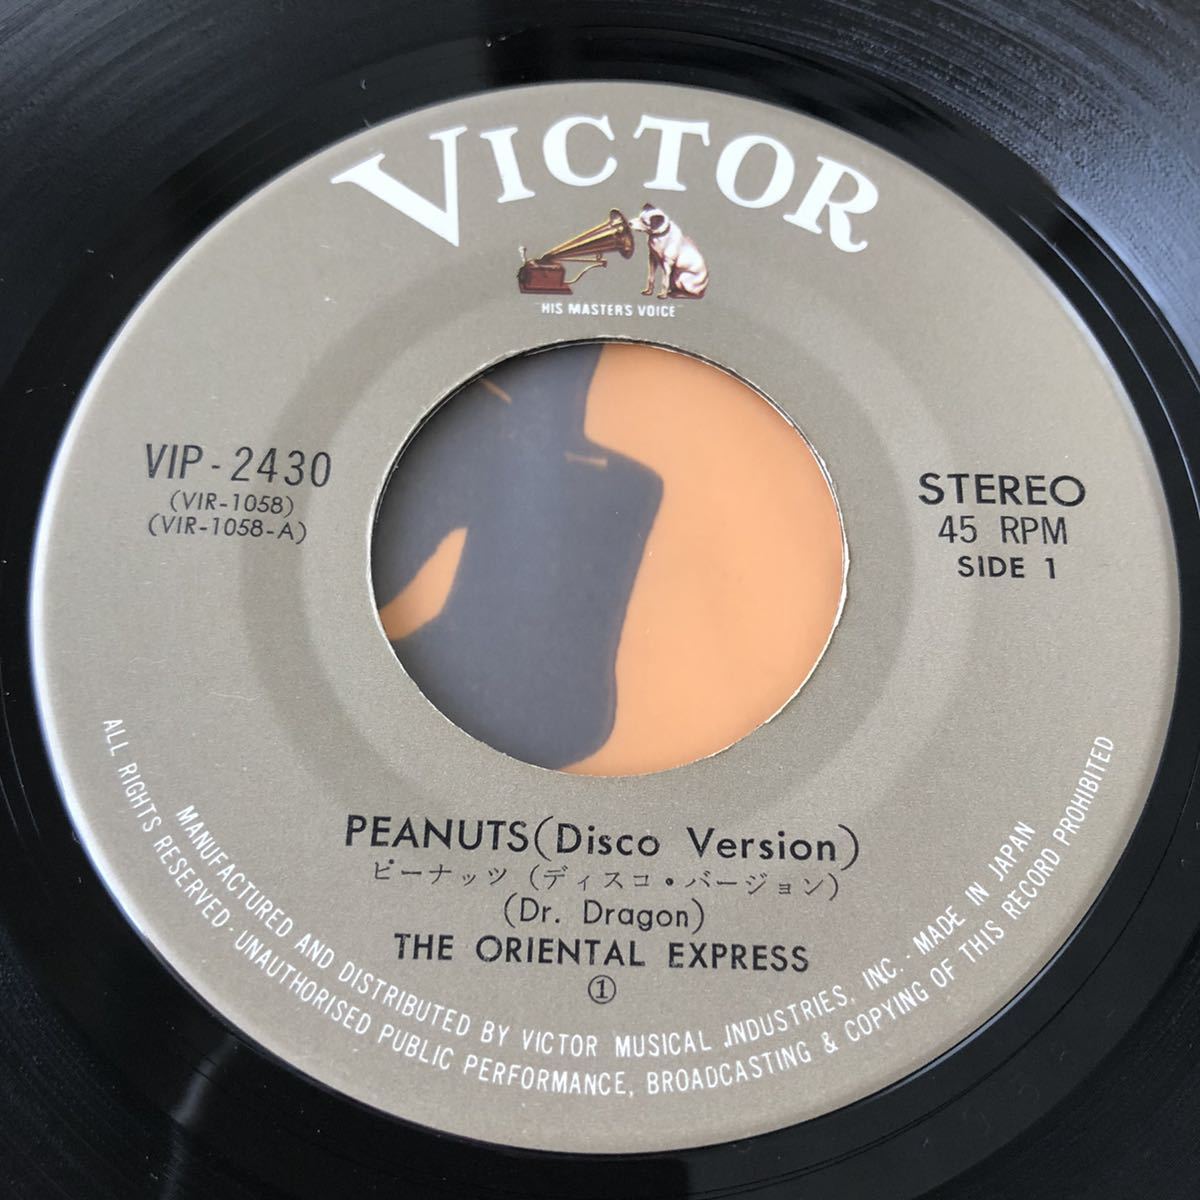 VICTOR
HIS MASTER'S VOICE
VIP-2430
(VIR-1058)
(VIR-1058-A)
STEREO
45 RPM
SIDE 1
PEANUTS(Disco Version)
ピーナッツ (ディスコ・バージョン)
(Dr. Dragon)
THE ORIENTAL EXPRESS
①
MANUFACTURED AND DISTRIBUTED BY VICTOR MUSICAL INDUSTRIES, INC. · MADE IN JAPAN
ALL RIGHTS RESERVED · UNAUTHORISED PUBLIC PERFORMANCE, BROADCASTING & COPYING OF THIS RECORD PROHIBITED